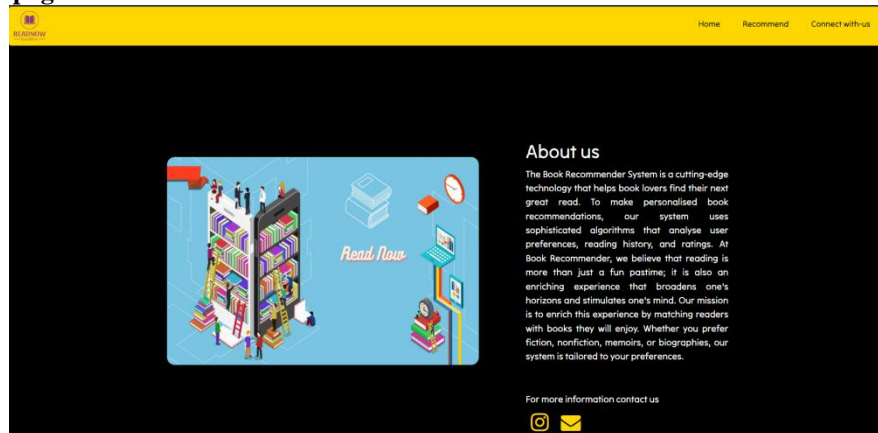 READNOW
Home Recommend Connect with-us
Read Now
About us
The Book Recommender System is a cutting-edge
technology that helps book lovers find their next
great read. To make personalised book
recommendations, our system uses
sophisticated algorithms that analyse user
preferences, reading history, and ratings. At
Book Recommender, we believe that reading is
more than just a fun pastime; it is also an
enriching experience that broadens one's
horizons and stimulates one's mind. Our mission
is to enrich this experience by matching readers
with books they will enjoy. Whether you prefer
fiction, nonfiction, memoirs, or biographies, our
system is tailored to your preferences.
For more information contact us